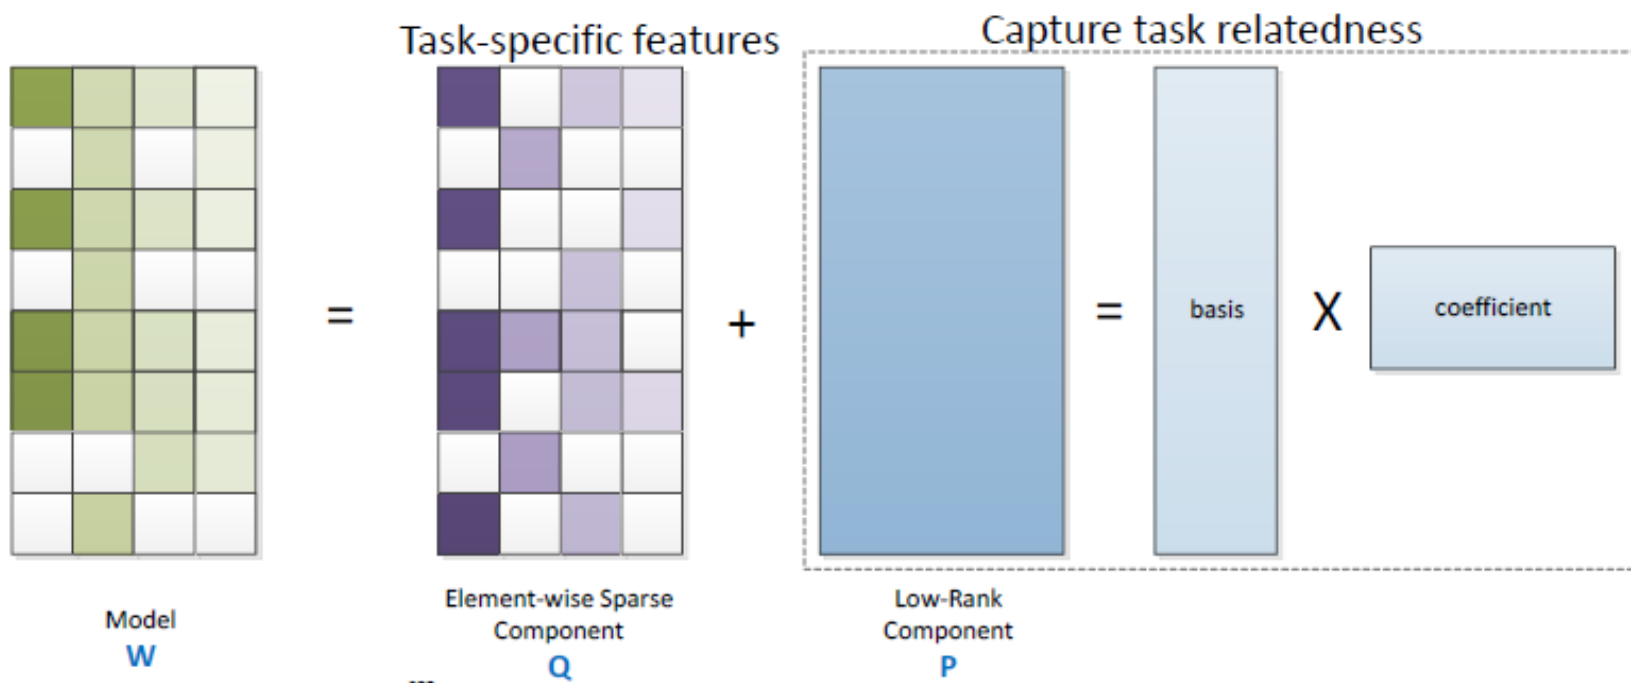 Task-specific features
Capture task relatedness
=
+
=
basis
X
coefficient
Model
W
Element-wise Sparse
Component
Q
Low-Rank
Component
P